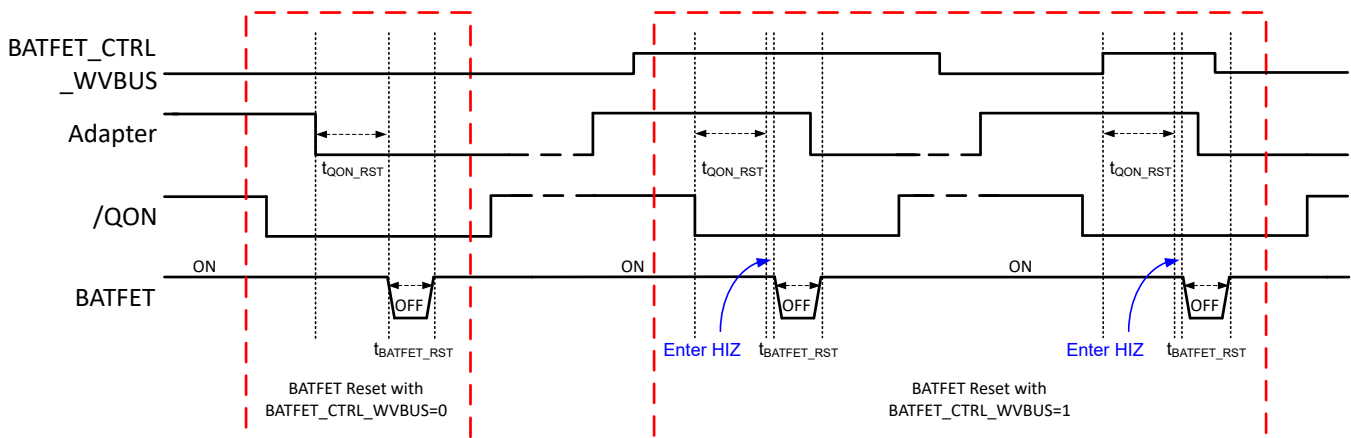 BATFET_CTRL
_WVBUS
Adapter
tQON_RST
tQON_RST
tQON_RST
/QON
ON
ON
ON
BATFET
OFF
OFF
OFF
tBATFET_RST
Enter HIZ
tBATFET_RST
Enter HIZ
tBATFET_RST
BATFET Reset with
BATFET_CTRL_WVBUS=0
BATFET Reset with
BATFET_CTRL_WVBUS=1